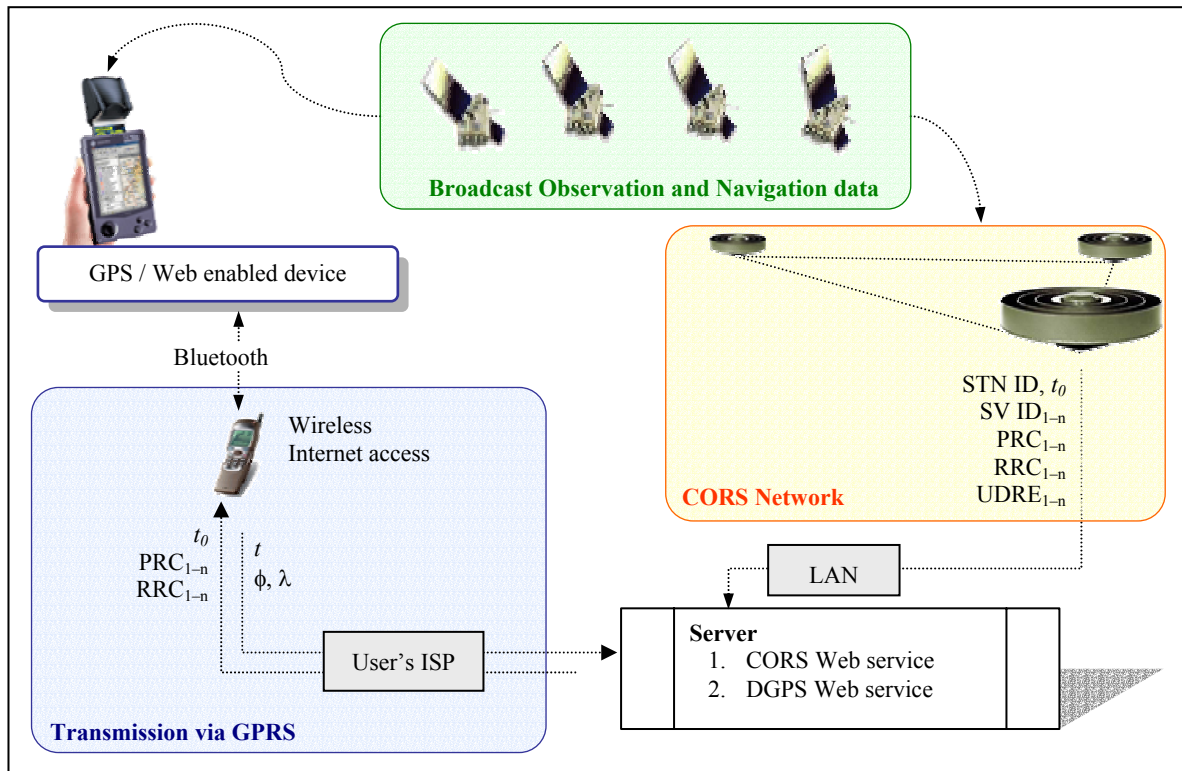 Broadcast Observation and Navigation data
GPS / Web enabled device
Bluetooth
Wireless
Internet access
t₀
PRC₁₋ₙ
RRC₁₋ₙ
t
ϕ, λ
User's ISP
Transmission via GPRS
STN ID, t₀
SV ID₁₋ₙ
PRC₁₋ₙ
RRC₁₋ₙ
UDRE₁₋ₙ
CORS Network
LAN
Server
1. CORS Web service
2. DGPS Web service